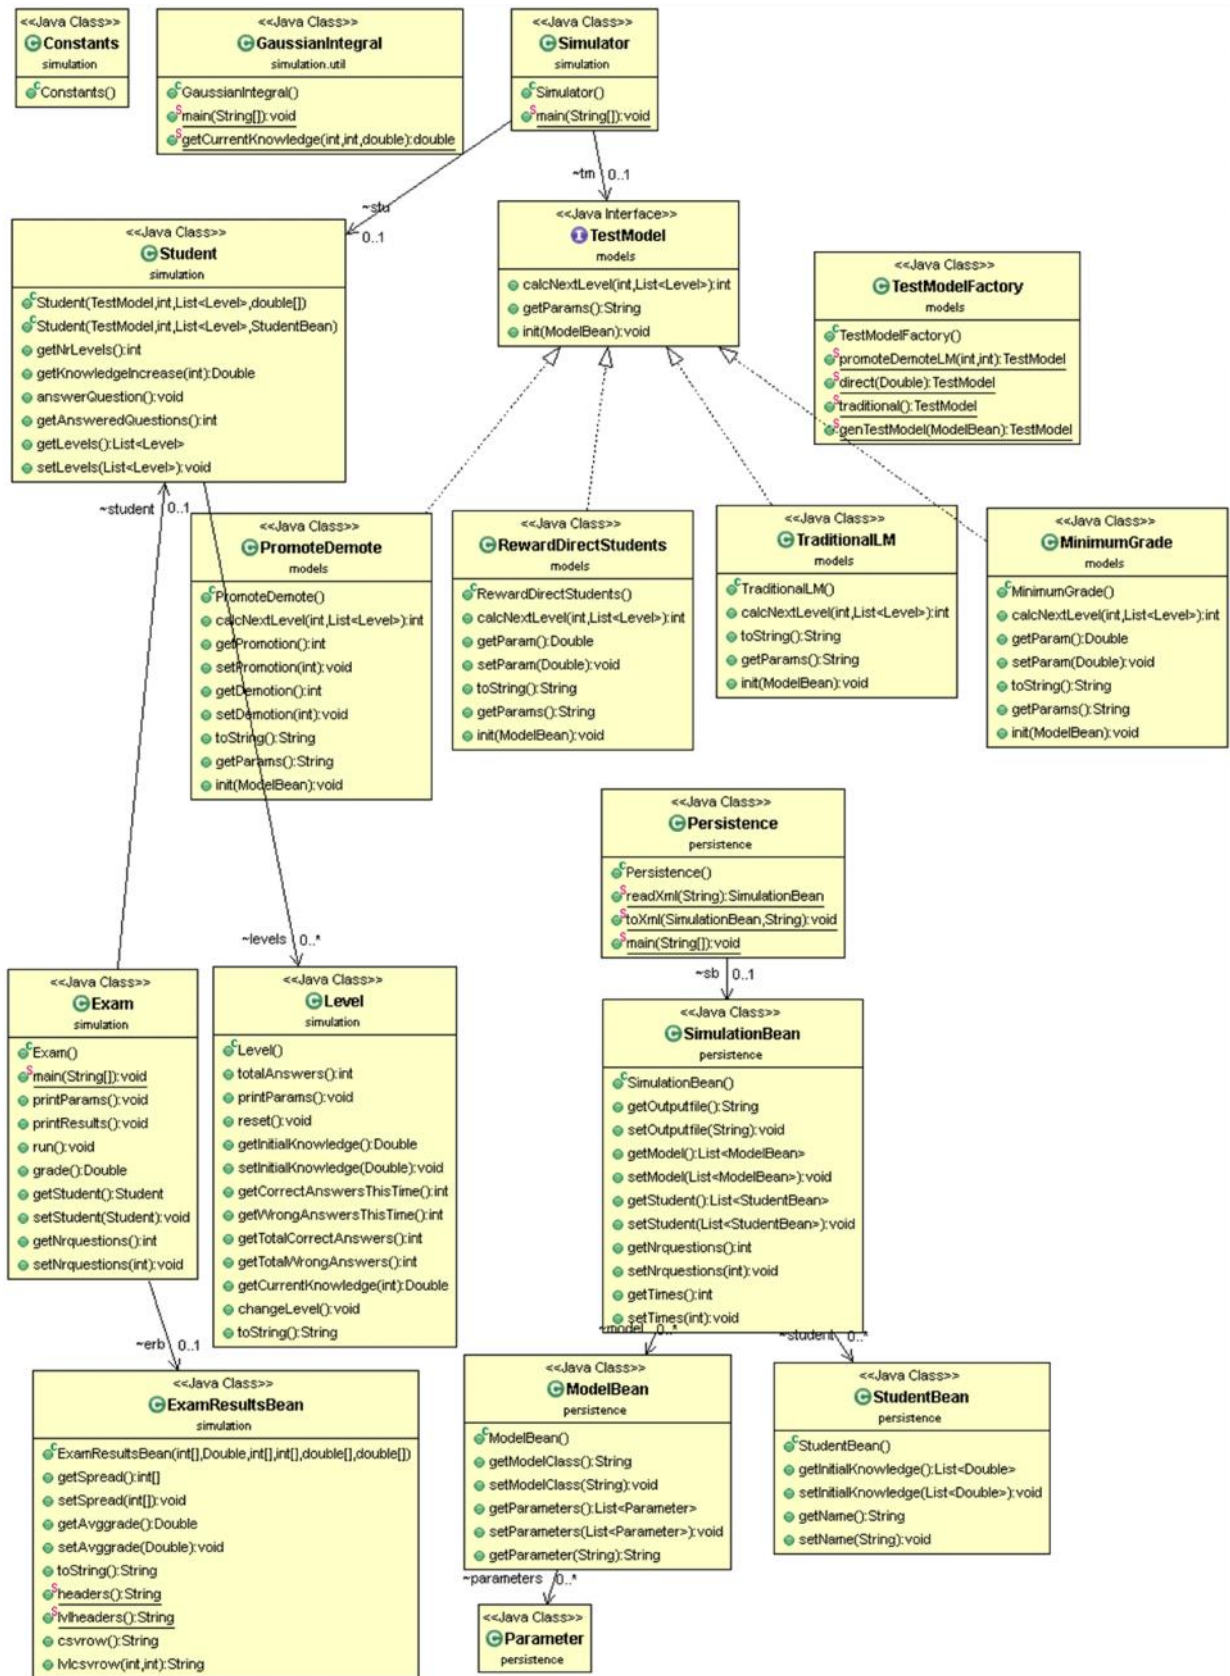 <<Java Class>>
Constants
simulation
Constants()
<<Java Class>>
GaussianIntegral
simulation.util
GaussianIntegral()
main(String[]):void
getCurrentKnowledge(int,int,double):double
<<Java Class>>
Simulator
simulation
Simulator()
main(String[]):void
~stu
0..1
~tm 0..1
<<Java Class>>
Student
simulation
Student(TestModel,int,List<Level>,double[])
Student(TestModel,int,List<Level>,StudentBean)
getNrLevels():int
getKnowledgeIncrease(int):Double
answerQuestion():void
getAnsweredQuestions():int
getLevels():List<Level>
setLevels(List<Level>):void
<<Java Interface>>
TestModel
models
calcNextLevel(int,List<Level>):int
getParams():String
init(ModelBean):void
<<Java Class>>
TestModelFactory
models
TestModelFactory()
promoteDemoteLM(int,int):TestModel
direct(Double):TestModel
traditional():TestModel
genTestModel(ModelBean):TestModel
~student 0..1
<<Java Class>>
PromoteDemote
models
PromoteDemote()
calcNextLevel(int,List<Level>):int
getPromotion():int
setPromotion(int):void
getDemotion():int
setDemotion(int):void
toString():String
getParams():String
init(ModelBean):void
<<Java Class>>
RewardDirectStudents
models
RewardDirectStudents()
calcNextLevel(int,List<Level>):int
getParam():Double
setParam(Double):void
toString():String
getParams():String
init(ModelBean):void
<<Java Class>>
TraditionalLM
models
TraditionalLM()
calcNextLevel(int,List<Level>):int
toString():String
getParams():String
init(ModelBean):void
<<Java Class>>
MinimumGrade
models
MinimumGrade()
calcNextLevel(int,List<Level>):int
getParam():Double
setParam(Double):void
toString():String
getParams():String
init(ModelBean):void
<<Java Class>>
Persistence
persistence
Persistence()
readXml(String):SimulationBean
toXml(SimulationBean,String):void
main(String[]):void
~levels 0..*
~sb 0..1
<<Java Class>>
Exam
simulation
Exam()
main(String[]):void
printParams():void
printResults():void
run():void
grade():Double
getStudent():Student
setStudent(Student):void
getNrquestions():int
setNrquestions(int):void
<<Java Class>>
Level
simulation
Level()
totalAnswers():int
printParams():void
reset():void
getInitialKnowledge():Double
setInitialKnowledge(Double):void
getCorrectAnswersThisTime():int
getWrongAnswersThisTime():int
getTotalCorrectAnswers():int
getTotalWrongAnswers():int
getCurrentKnowledge(int):Double
changeLevel():void
toString():String
<<Java Class>>
SimulationBean
persistence
SimulationBean()
getOutputfile():String
setOutputfile(String):void
getModel():List<ModelBean>
setModel(List<ModelBean>):void
getStudent():List<StudentBean>
setStudent(List<StudentBean>):void
getNrquestions():int
setNrquestions(int):void
getTimes():int
setTimes(int):void
~erb 0..1
~model 0..*
~student 0..*
<<Java Class>>
ExamResultsBean
simulation
ExamResultsBean(int[],Double,int[],int[],double[],double[])
getSpread():int[]
setSpread(int[]):void
getAvggrade():Double
setAvggrade(Double):void
toString():String
headers():String
lvlheaders():String
csvrow():String
lvlcsvrow(int,int):String
<<Java Class>>
ModelBean
persistence
ModelBean()
getModelClass():String
setModelClass(String):void
getParameters():List<Parameter>
setParameters(List<Parameter>):void
getParameter(String):String
<<Java Class>>
StudentBean
persistence
StudentBean()
getInitialKnowledge():List<Double>
setInitialKnowledge(List<Double>):void
getName():String
setName(String):void
~parameters 0..*
<<Java Class>>
Parameter
persistence